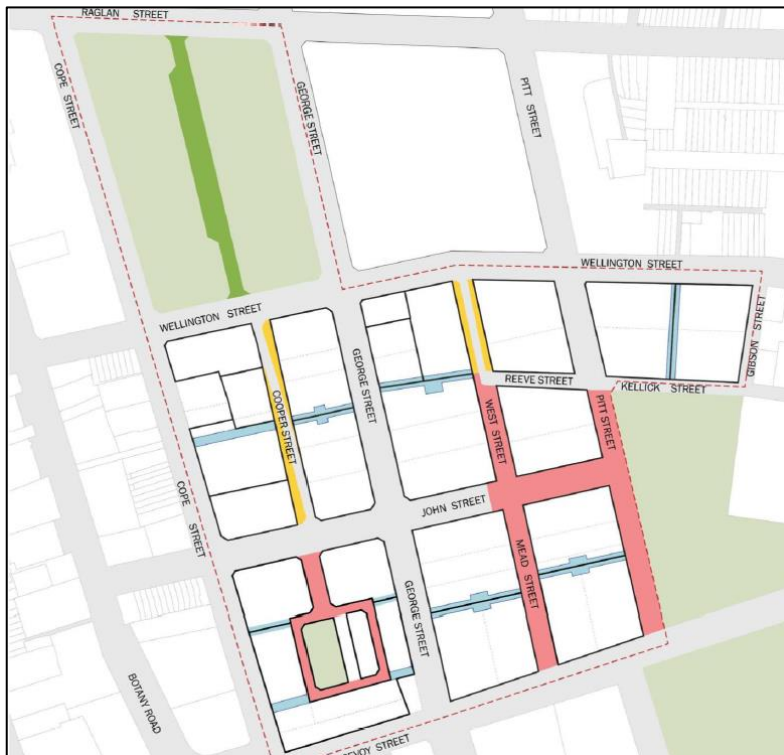 RAGLAN STREET
COPE STREET
GEORGE STREET
PITT STREET
WELLINGTON STREET
WELLINGTON STREET
GIBSON STREET
REEVE STREET
KELLICK STREET
COOPER STREET
GEORGE STREET
WEST STREET
PITT STREET
COPE STREET
JOHN STREET
MEAD STREET
GEORGE STREET
BOTANY ROAD
STREET